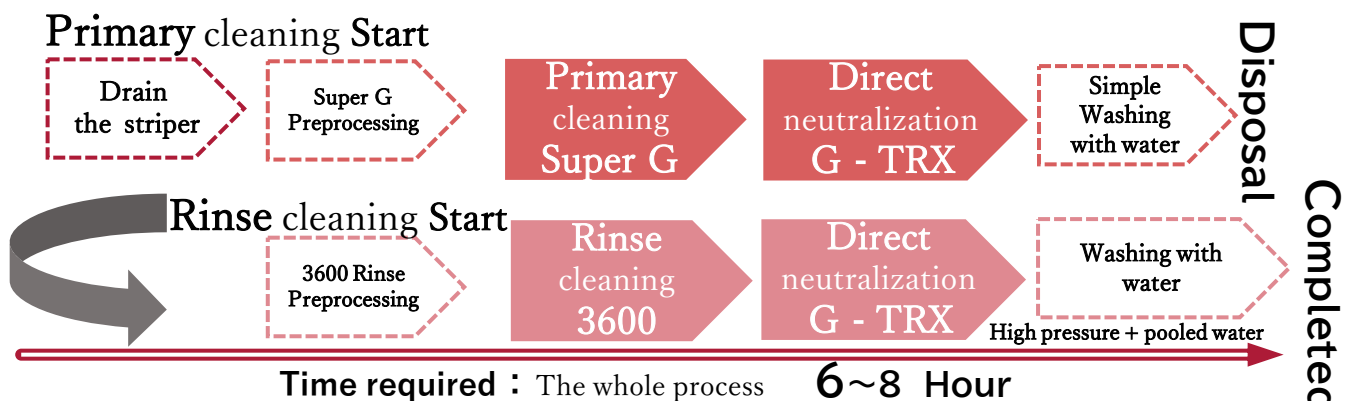 Primary cleaning Start
Drain
the striper
Super G
Preprocessing
Primary
cleaning
Super G
Direct
neutralization
G - TRX
Simple
Washing
with water
Disposal
Rinse cleaning Start
3600 Rinse
Preprocessing
Rinse
cleaning
3600
Direct
neutralization
G - TRX
Washing with
water
High pressure + pooled water
Completed
Time required : The whole process 6~8 Hour